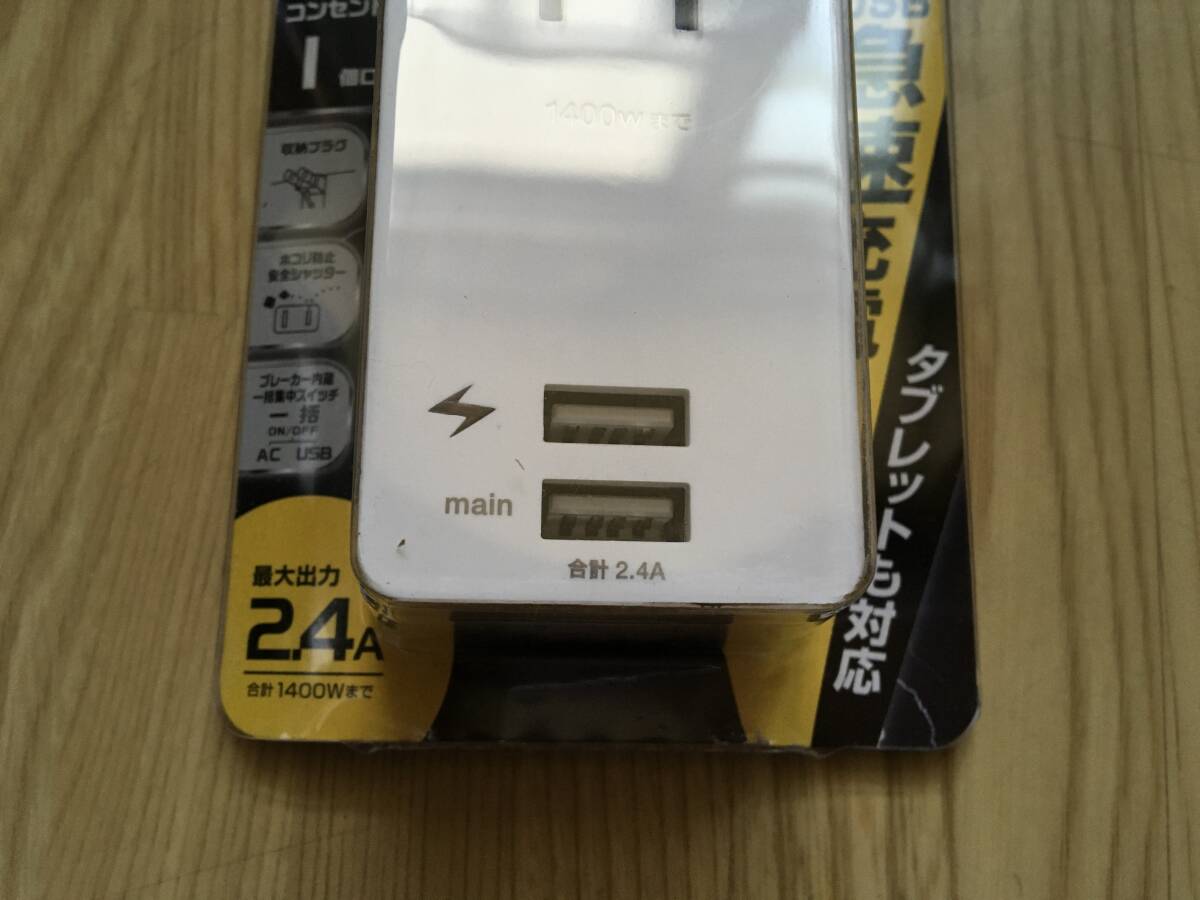 コンセント
1 個口
収納プラグ
ホコリ防止
安全シャッター
ブレーカー内蔵
一括集中スイッチ
一括
ON/OFF
AC USB
最大出力
2.4A
合計1400Wまで
1400wまで
main
合計 2.4A
USB
急速充電
タブレットも対応